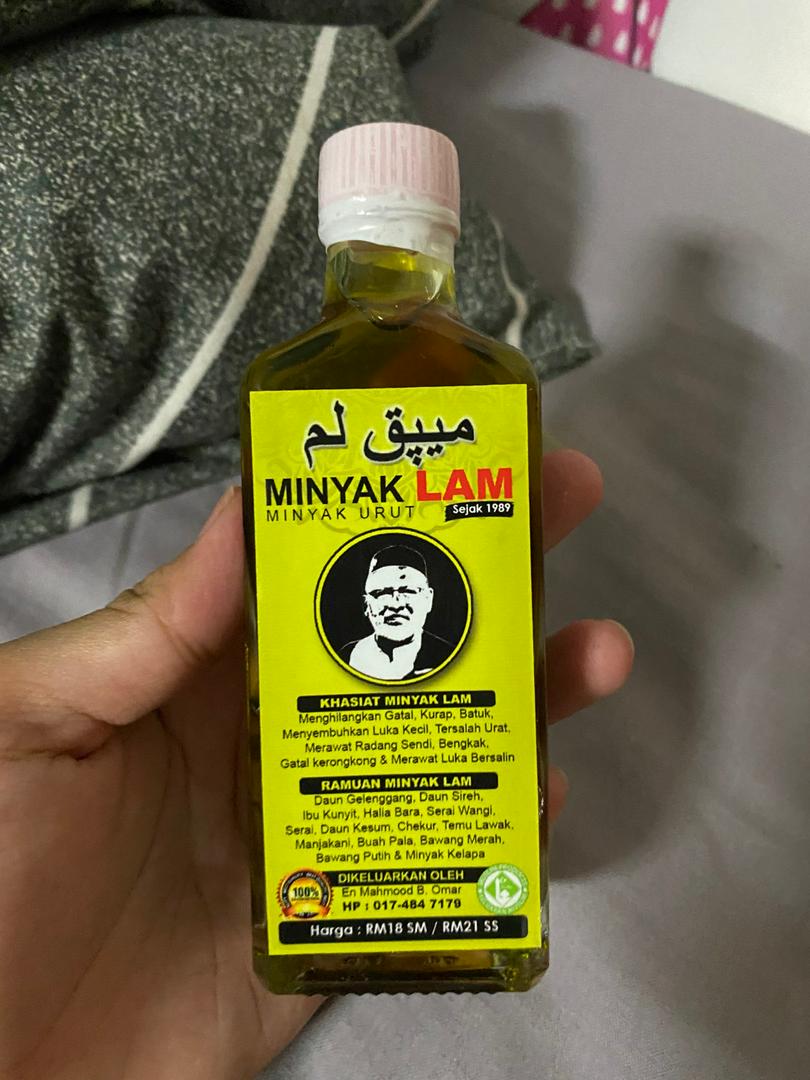 ميڽق لم
MINYAK LAM
MINYAK URUT
Sejak 1989
KHASIAT MINYAK LAM
Menghilangkan Gatal, Kurap, Batuk,
Menyembuhkan Luka Kecil, Tersalah Urat,
Merawat Radang Sendi, Bengkak,
Gatal kerongkong & Merawat Luka Bersalin
RAMUAN MINYAK LAM
Daun Gelenggang, Daun Sireh,
Ibu Kunyit, Halia Bara, Serai Wangi,
Serai, Daun Kesum, Chekur, Temu Lawak,
Manjakani, Buah Pala, Bawang Merah,
Bawang Putih & Minyak Kelapa
DIKELUARKAN OLEH
En Mahmood B. Omar
HP : 017-484 7179
100%
Harga : RM18 SM / RM21 SS